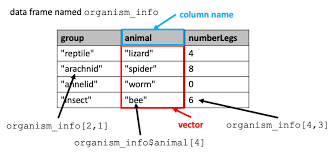 data frame named organism_info
column name
group animal numberLegs
"reptile" "lizard" 4
"arachnid" "spider" 8
"annelid" "worm" 0
"insect" "bee" 6
vector
organism_info[2,1]
organism_info[4,3]
organism_info$animal[4]